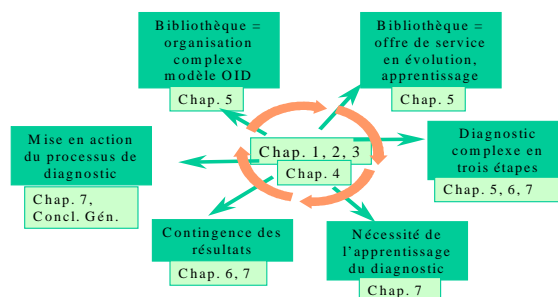 Bibliothèque =
organisation
complexe
modèle OID
Chap. 5
Bibliothèque =
offre de service
en évolution,
apprentissage
Chap. 5
Mise en action
du processus de
diagnostic
Chap. 7,
Concl. Gén.
Chap. 1, 2, 3
Chap. 4
Diagnostic
complexe en
trois étapes
Chap. 5, 6, 7
Contingence des
résultats
Chap. 6, 7
Nécessité de
l'apprentissage
du diagnostic
Chap. 7